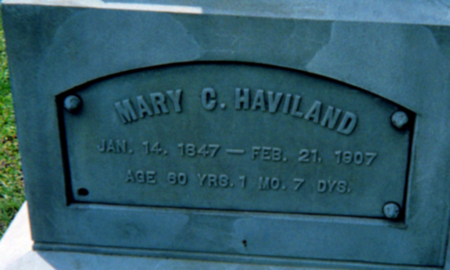 MARY C. HAVILAND
JAN. 14. 1847 — FEB. 21. 1907
AGE 60 YRS. 1 MO. 7 DYS.